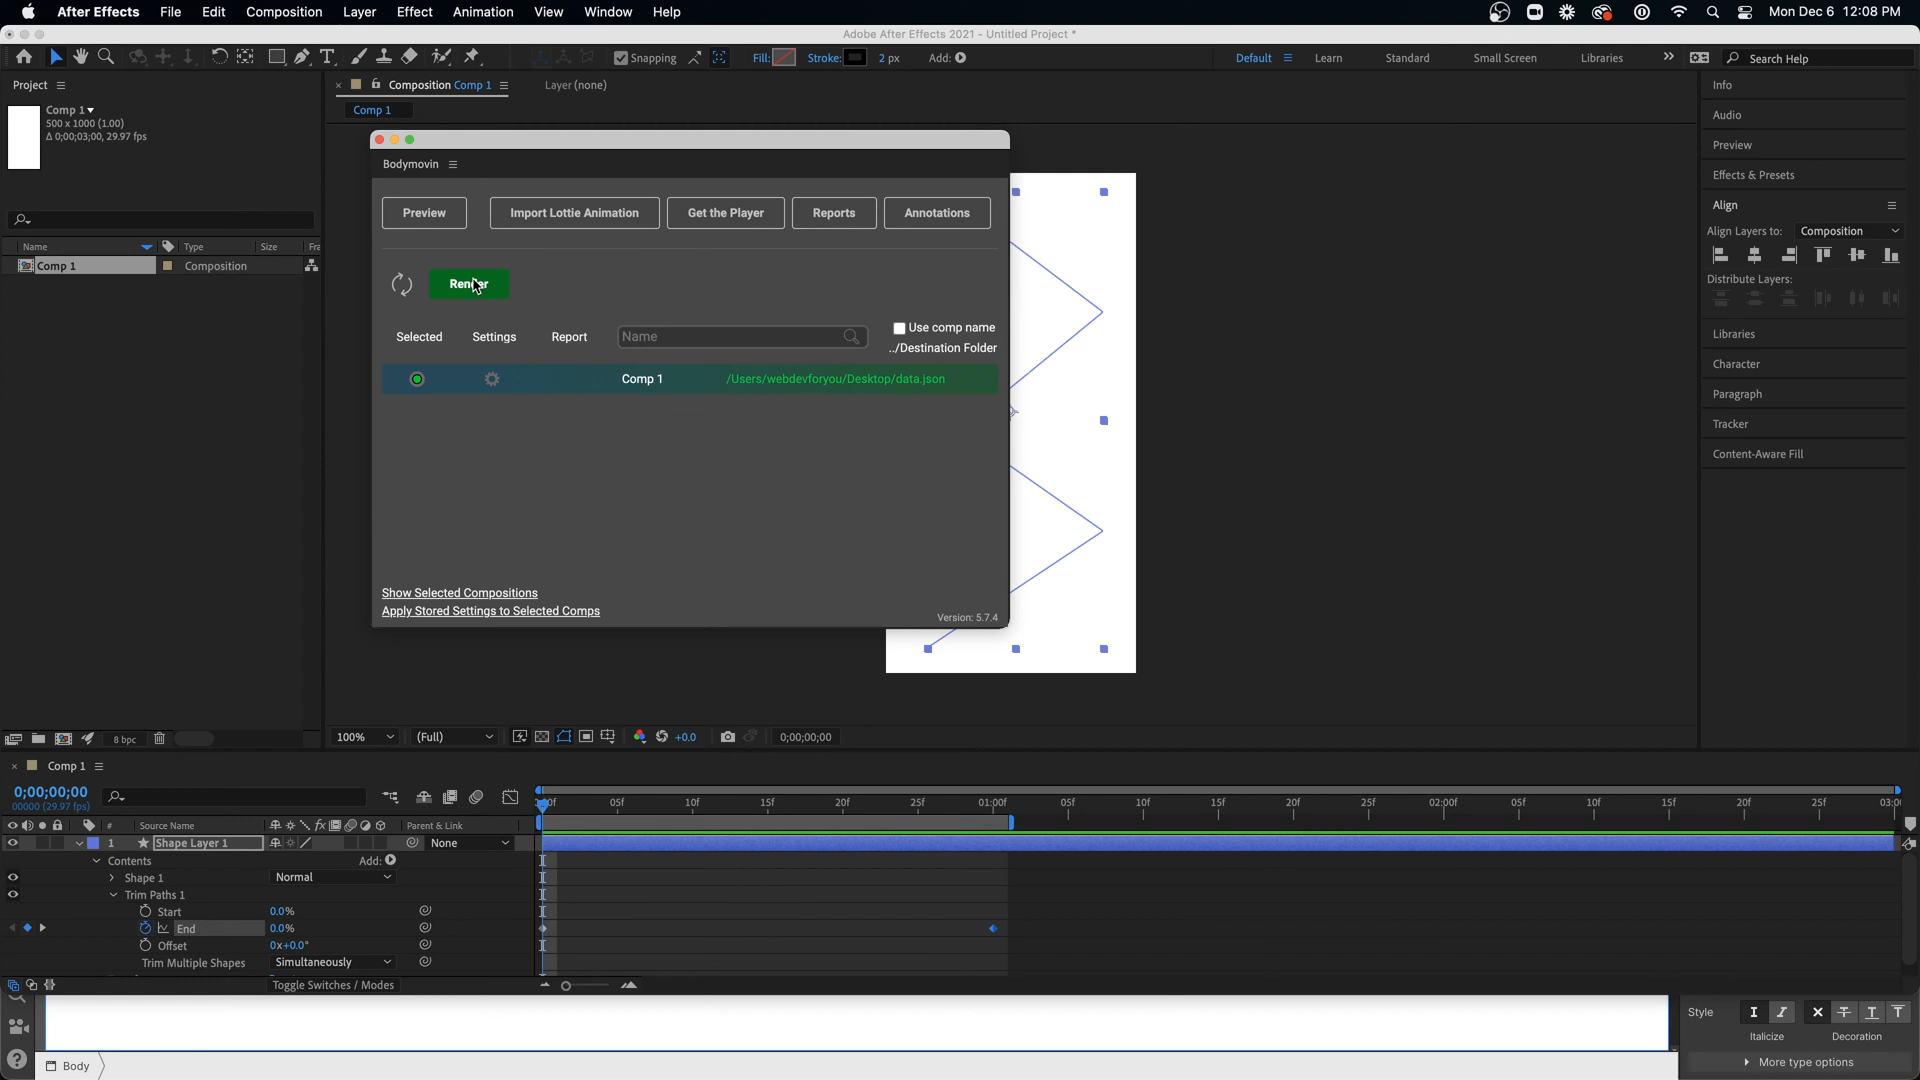 After Effects File Edit Composition Layer Effect Animation View Window Help Mon Dec 6 12:08 PM
Adobe After Effects 2021 - Untitled Project *
Snapping Fill: Stroke: 2 px Add: Default Learn Standard Small Screen Libraries Search Help
Project Composition Comp 1 Layer (none) Info
Comp 1 Comp 1
500 x 1000 (1.00) Audio
Δ 0;00;03;00, 29.97 fps
Preview
Bodymovin Effects & Presets
Preview Import Lottie Animation Get the Player Reports Annotations Align
Align Layers to: Composition
Name Type Size Fra
Comp 1 Composition
Distribute Layers:
Render
Selected Settings Report Name Use comp name Libraries
../Destination Folder
Character
Comp 1 /Users/webdevforyou/Desktop/data.json
Paragraph
Tracker
Content-Aware Fill
Show Selected Compositions
Apply Stored Settings to Selected Comps
Version: 5.7.4
8 bpc 100% (Full) +0.0 0;00;00;00
Comp 1
0;00;00;00
00000 (29.97 fps)
05f 10f 15f 20f 25f 01:00f 05f 10f 15f 20f 25f 02:00f 05f 10f 15f 20f 25f
# Source Name Parent & Link
1 Shape Layer 1 None
Contents Add:
Shape 1 Normal
Trim Paths 1
Start 0.0%
End 0.0%
Offset 0x+0.0°
Trim Multiple Shapes Simultaneously
Toggle Switches / Modes
Style
Italicize Decoration
Body More type options